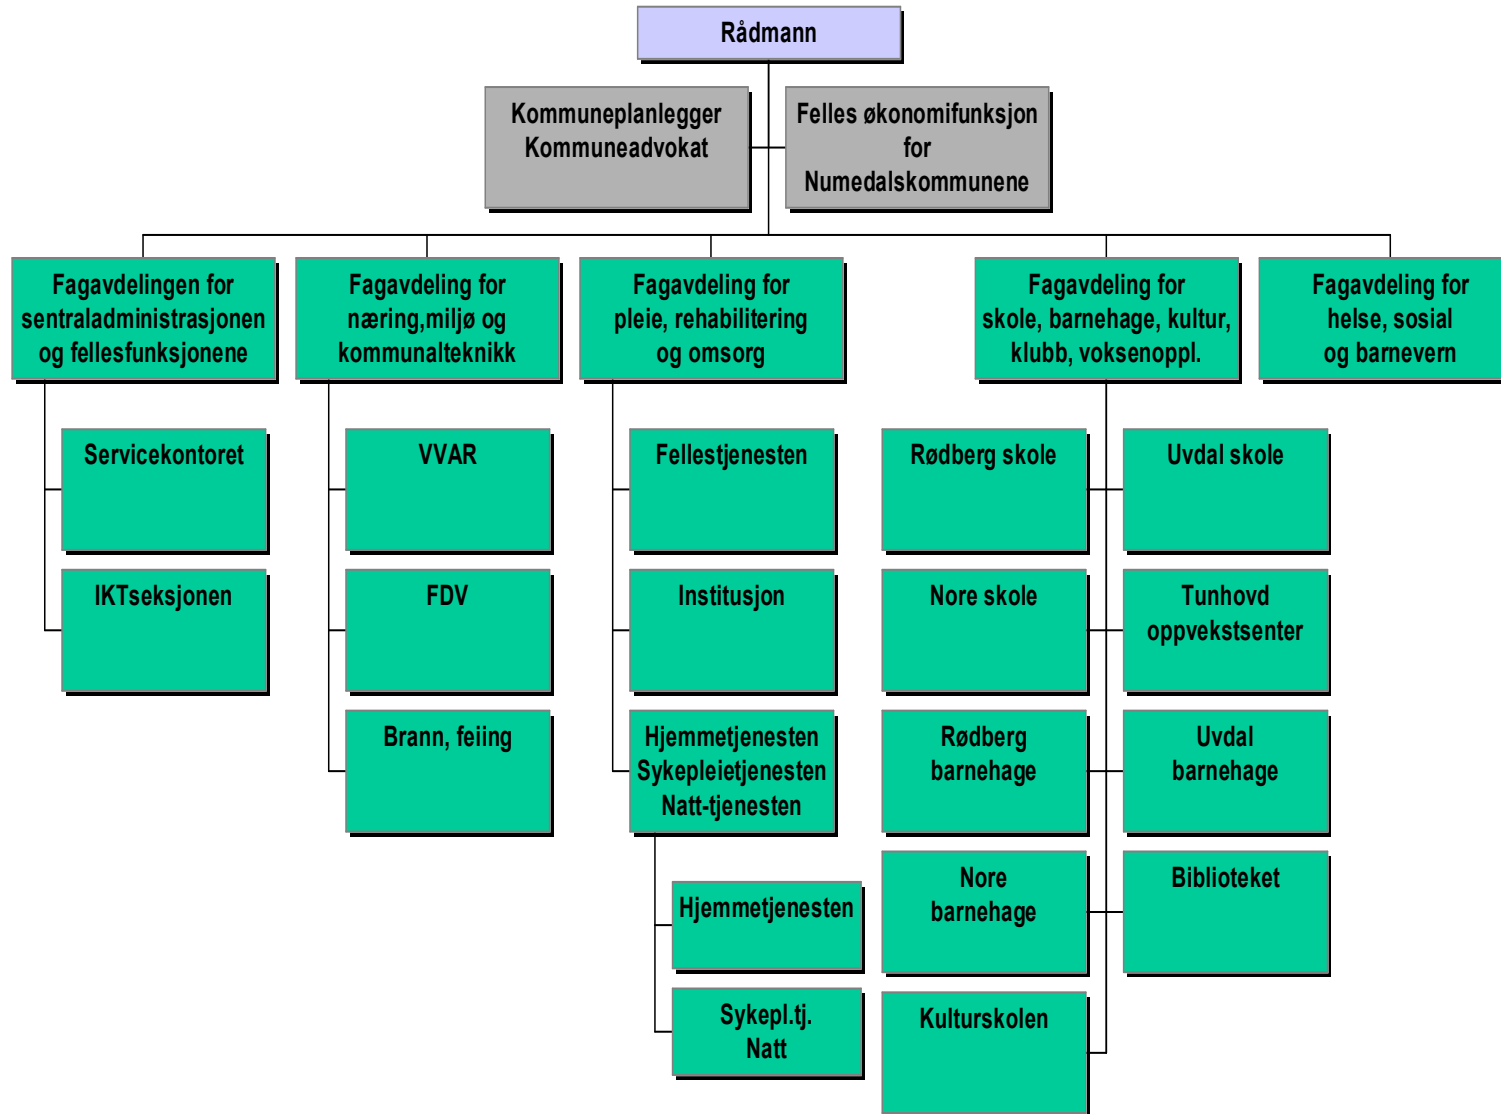 Rådmann
Kommuneplanlegger
Kommuneadvokat
Felles økonomifunksjon
for
Numedalskommunene
Fagavdelingen for
sentraladministrasjonen
og fellesfunksjonene
Fagavdeling for
næring,miljø og
kommunalteknikk
Fagavdeling for
pleie, rehabilitering
og omsorg
Fagavdeling for
skole, barnehage, kultur,
klubb, voksenoppl.
Fagavdeling for
helse, sosial
og barnevern
Servicekontoret
IKTseksjonen
VVAR
FDV
Brann, feiing
Fellestjenesten
Institusjon
Hjemmetjenesten
Sykepleietjenesten
Natt-tjenesten
Hjemmetjenesten
Sykepl.tj.
Natt
Rødberg skole
Uvdal skole
Nore skole
Tunhovd
oppvekstsenter
Rødberg
barnehage
Uvdal
barnehage
Nore
barnehage
Biblioteket
Kulturskolen